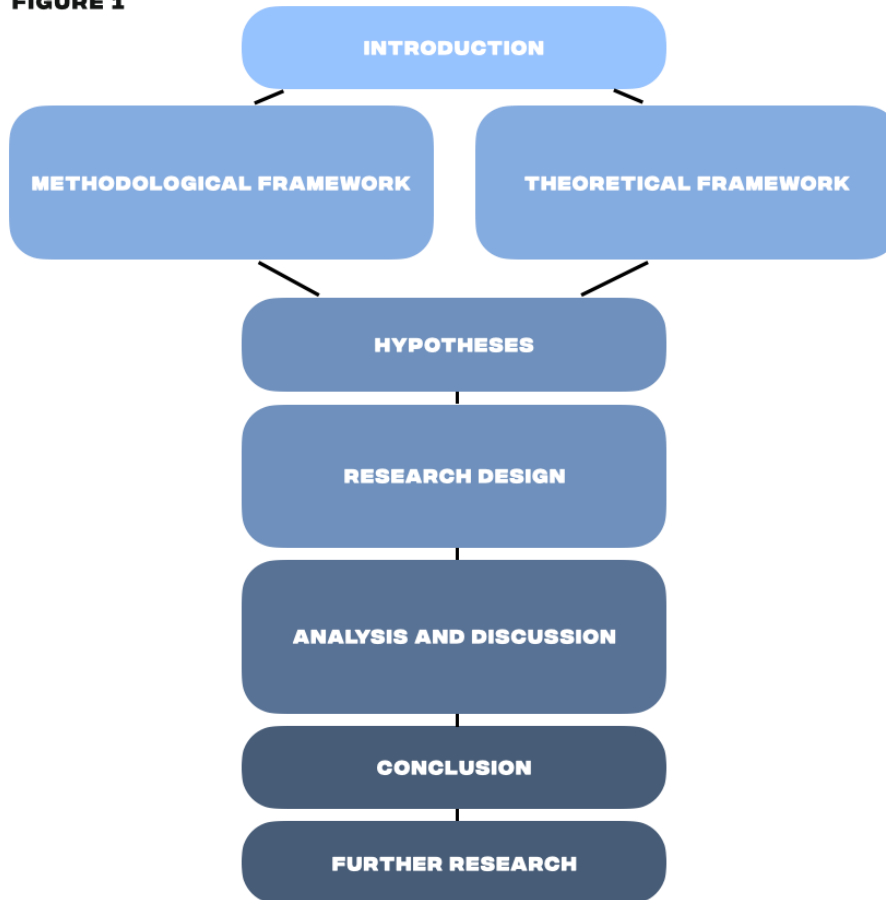 FIGURE 1
INTRODUCTION
METHODOLOGICAL FRAMEWORK
THEORETICAL FRAMEWORK
HYPOTHESES
RESEARCH DESIGN
ANALYSIS AND DISCUSSION
CONCLUSION
FURTHER RESEARCH